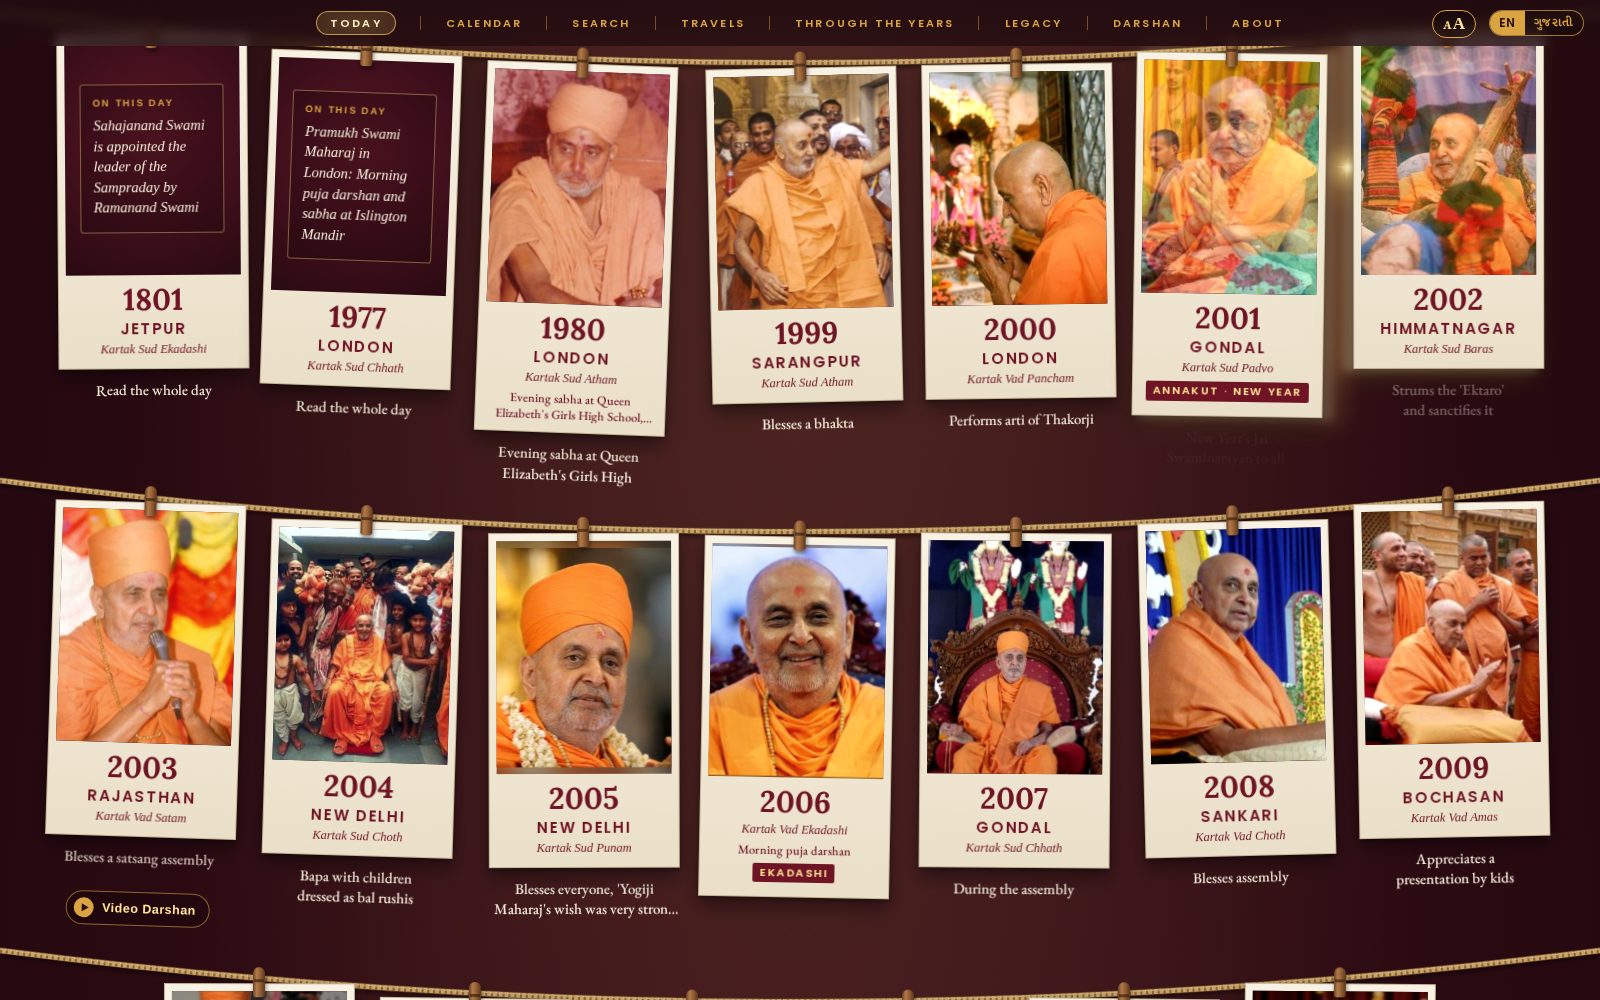 TODAY
CALENDAR
SEARCH
TRAVELS
THROUGH THE YEARS
LEGACY
DARSHAN
ABOUT
AA
EN
ગુજરાતી
ON THIS DAY
Sahajanand Swami
is appointed the
leader of the
Sampraday by
Ramanand Swami
1801
JETPUR
Kartak Sud Ekadashi
Read the whole day
ON THIS DAY
Pramukh Swami
Maharaj in
London: Morning
puja darshan and
sabha at Islington
Mandir
1977
LONDON
Kartak Sud Chhath
Read the whole day
1980
LONDON
Kartak Sud Atham
Evening sabha at Queen
Elizabeth's Girls High School,...
Evening sabha at Queen
Elizabeth's Girls High
1999
SARANGPUR
Kartak Sud Atham
Blesses a bhakta
2000
LONDON
Kartak Vad Pancham
Performs arti of Thakorji
2001
GONDAL
Kartak Sud Padvo
ANNAKUT · NEW YEAR
New Year's Jai
Swaminarayan to all
2002
HIMMATNAGAR
Kartak Sud Baras
Strums the 'Ektaro'
and sanctifies it
2003
RAJASTHAN
Kartak Vad Satam
Blesses a satsang assembly
Video Darshan
2004
NEW DELHI
Kartak Sud Choth
Bapa with children
dressed as bal rushis
2005
NEW DELHI
Kartak Sud Punam
Blesses everyone, 'Yogiji
Maharaj's wish was very stron...
2006
Kartak Vad Ekadashi
Morning puja darshan
EKADASHI
2007
GONDAL
Kartak Sud Chhath
During the assembly
2008
SANKARI
Kartak Vad Choth
Blesses assembly
2009
BOCHASAN
Kartak Vad Amas
Appreciates a
presentation by kids